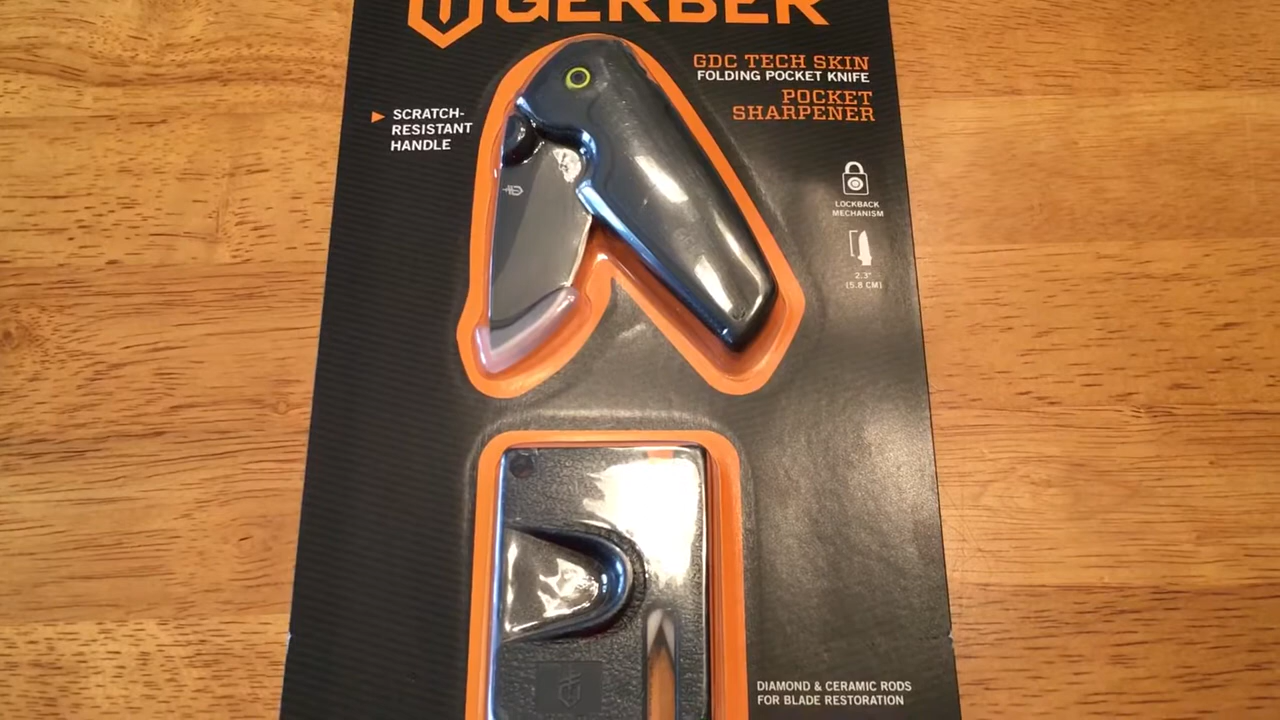 GERBER
GDC TECH SKIN
FOLDING POCKET KNIFE
POCKET
SHARPENER
SCRATCH-
RESISTANT
HANDLE
LOCKBACK
MECHANISM
2.3"
(5.8 CM)
DIAMOND & CERAMIC RODS
FOR BLADE RESTORATION